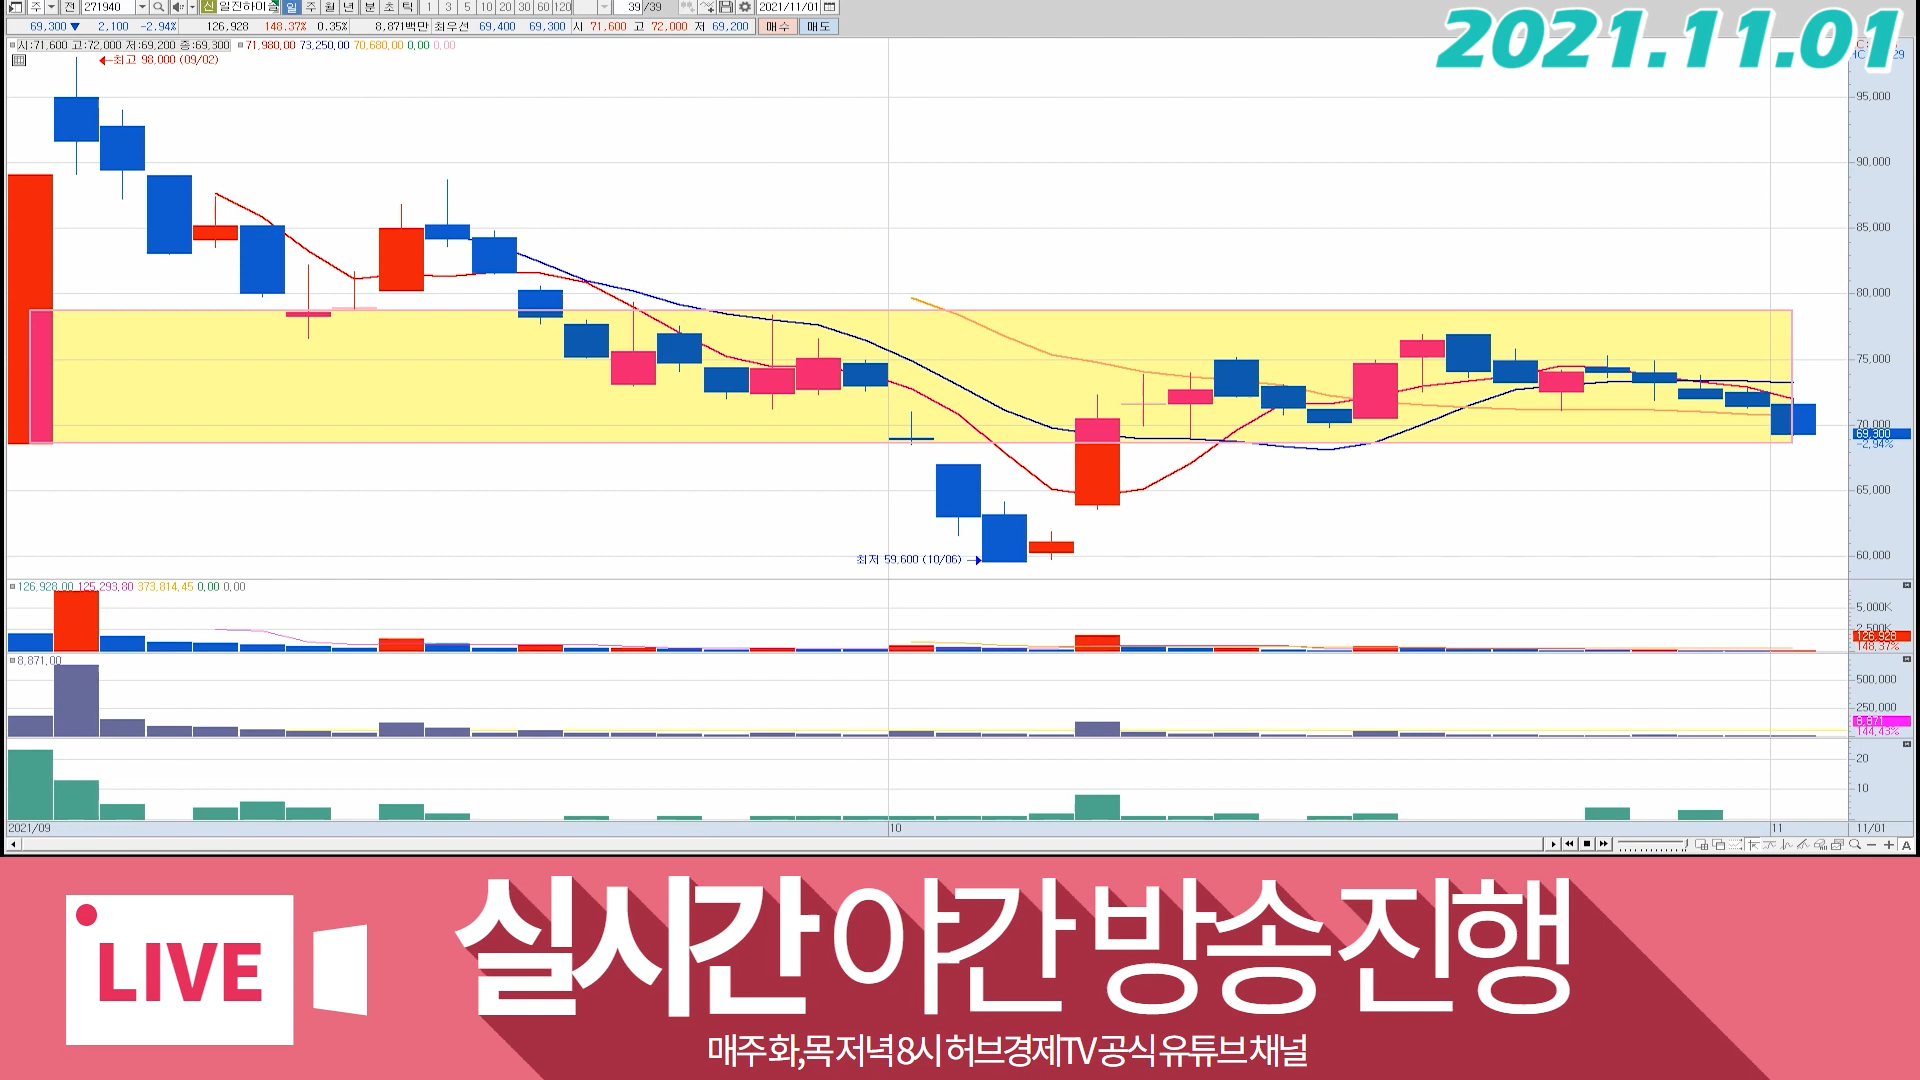 주 전 271940 신 일진하이솔 일 주 월 년 분 초 틱 1 3 5 10 20 30 60 120 39 /39 2021/11/01
69,300 ▼ 2,100 -2.94% 126,928 148.37% 0.35% 8,871백만 최우선 69,400 69,300 시 71,600 고 72,000 저 69,200 매수 매도
2021.11.01
시:71,600 고:72,000 저:69,200 종:69,300 71,980.00 73,250.00 70,680.00 0.00 0.00
←최고 98,000 (09/02)
95,000
90,000
85,000
80,000
75,000
70,000
69,300
-2.94%
65,000
최저 59,600 (10/06) →
60,000
126,928.00 125,293.80 373,814.45 0.00 0.00
5,000K
2,500K
126,928
148.37%
8,871.00
500,000
250,000
8,871
144.43%
20
10
2021/09 10 11 11/01
LIVE
실시간 야간 방송 진행
매주 화,목 저녁 8시 허브경제TV 공식 유튜브 채널